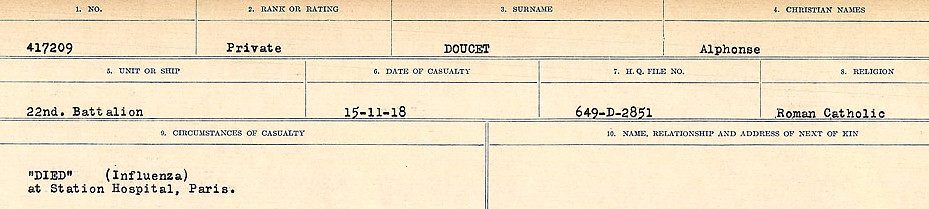 1. NO. 2. RANK OR RATING 3. SURNAME 4. CHRISTIAN NAMES
417209 Private DOUCET Alphonse
5. UNIT OR SHIP 6. DATE OF CASUALTY 7. H. Q. FILE NO. 8. RELIGION
22nd. Battalion 15-11-18 649-D-2851 Roman Catholic
9. CIRCUMSTANCES OF CASUALTY 10. NAME, RELATIONSHIP AND ADDRESS OF NEXT OF KIN
"DIED" (Influenza)
at Station Hospital, Paris.